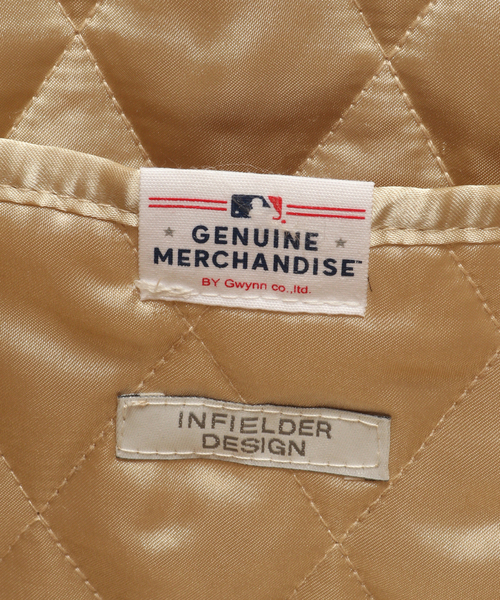 GENUINE
MERCHANDISE™
BY Gwynn co.,ltd.
INFIELDER
DESIGN